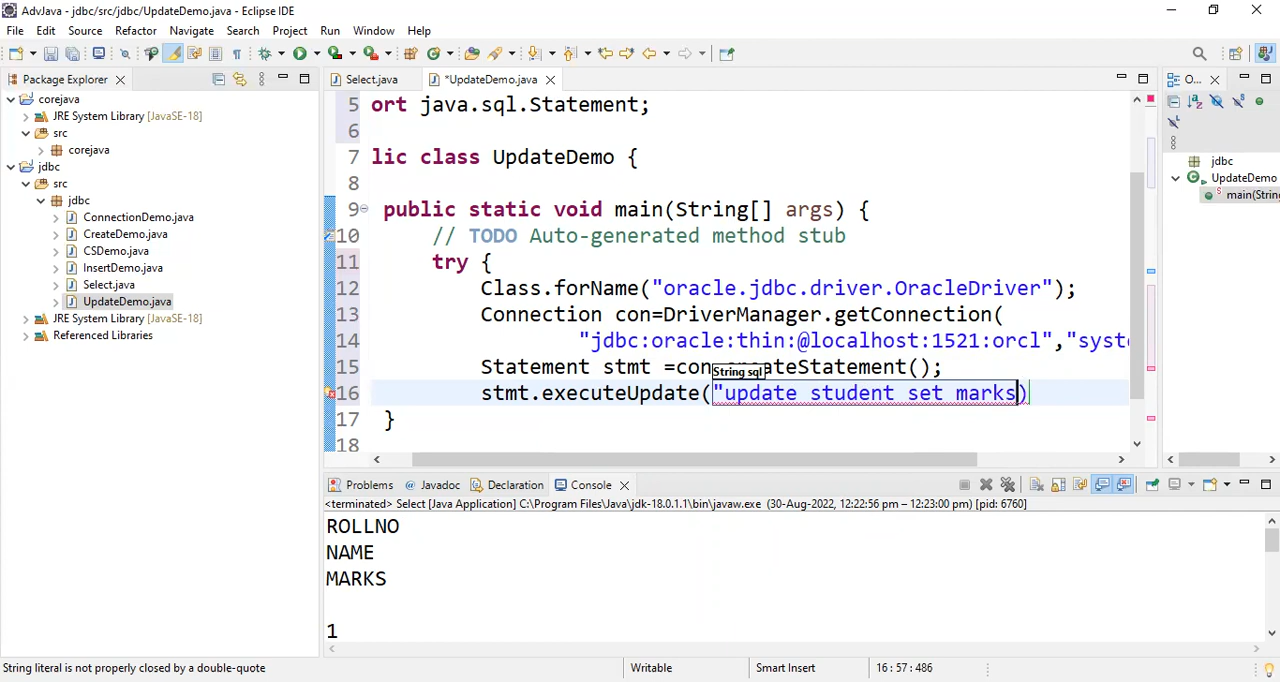 AdvJava - jdbc/src/jdbc/UpdateDemo.java - Eclipse IDE
File Edit Source Refactor Navigate Search Project Run Window Help
Package Explorer
Select.java
*UpdateDemo.java
O...
corejava
JRE System Library [JavaSE-18]
src
corejava
jdbc
src
jdbc
ConnectionDemo.java
CreateDemo.java
CSDemo.java
InsertDemo.java
Select.java
UpdateDemo.java
JRE System Library [JavaSE-18]
Referenced Libraries
5 ort java.sql.Statement;
6
7 lic class UpdateDemo {
8
9 public static void main(String[] args) {
10 // TODO Auto-generated method stub
11 try {
12 Class.forName("oracle.jdbc.driver.OracleDriver");
13 Connection con=DriverManager.getConnection(
14 "jdbc:oracle:thin:@localhost:1521:orcl","syst
String sql
15 Statement stmt =con ateStatement();
16 stmt.executeUpdate("update student set marks)
17 }
18
jdbc
UpdateDemo
main(String
Problems Javadoc Declaration Console
<terminated> Select [Java Application] C:\Program Files\Java\jdk-18.0.1.1\bin\javaw.exe (30-Aug-2022, 12:22:56 pm – 12:23:00 pm) [pid: 6760]
ROLLNO
NAME
MARKS
1
String literal is not properly closed by a double-quote
Writable
Smart Insert
16 : 57 : 486